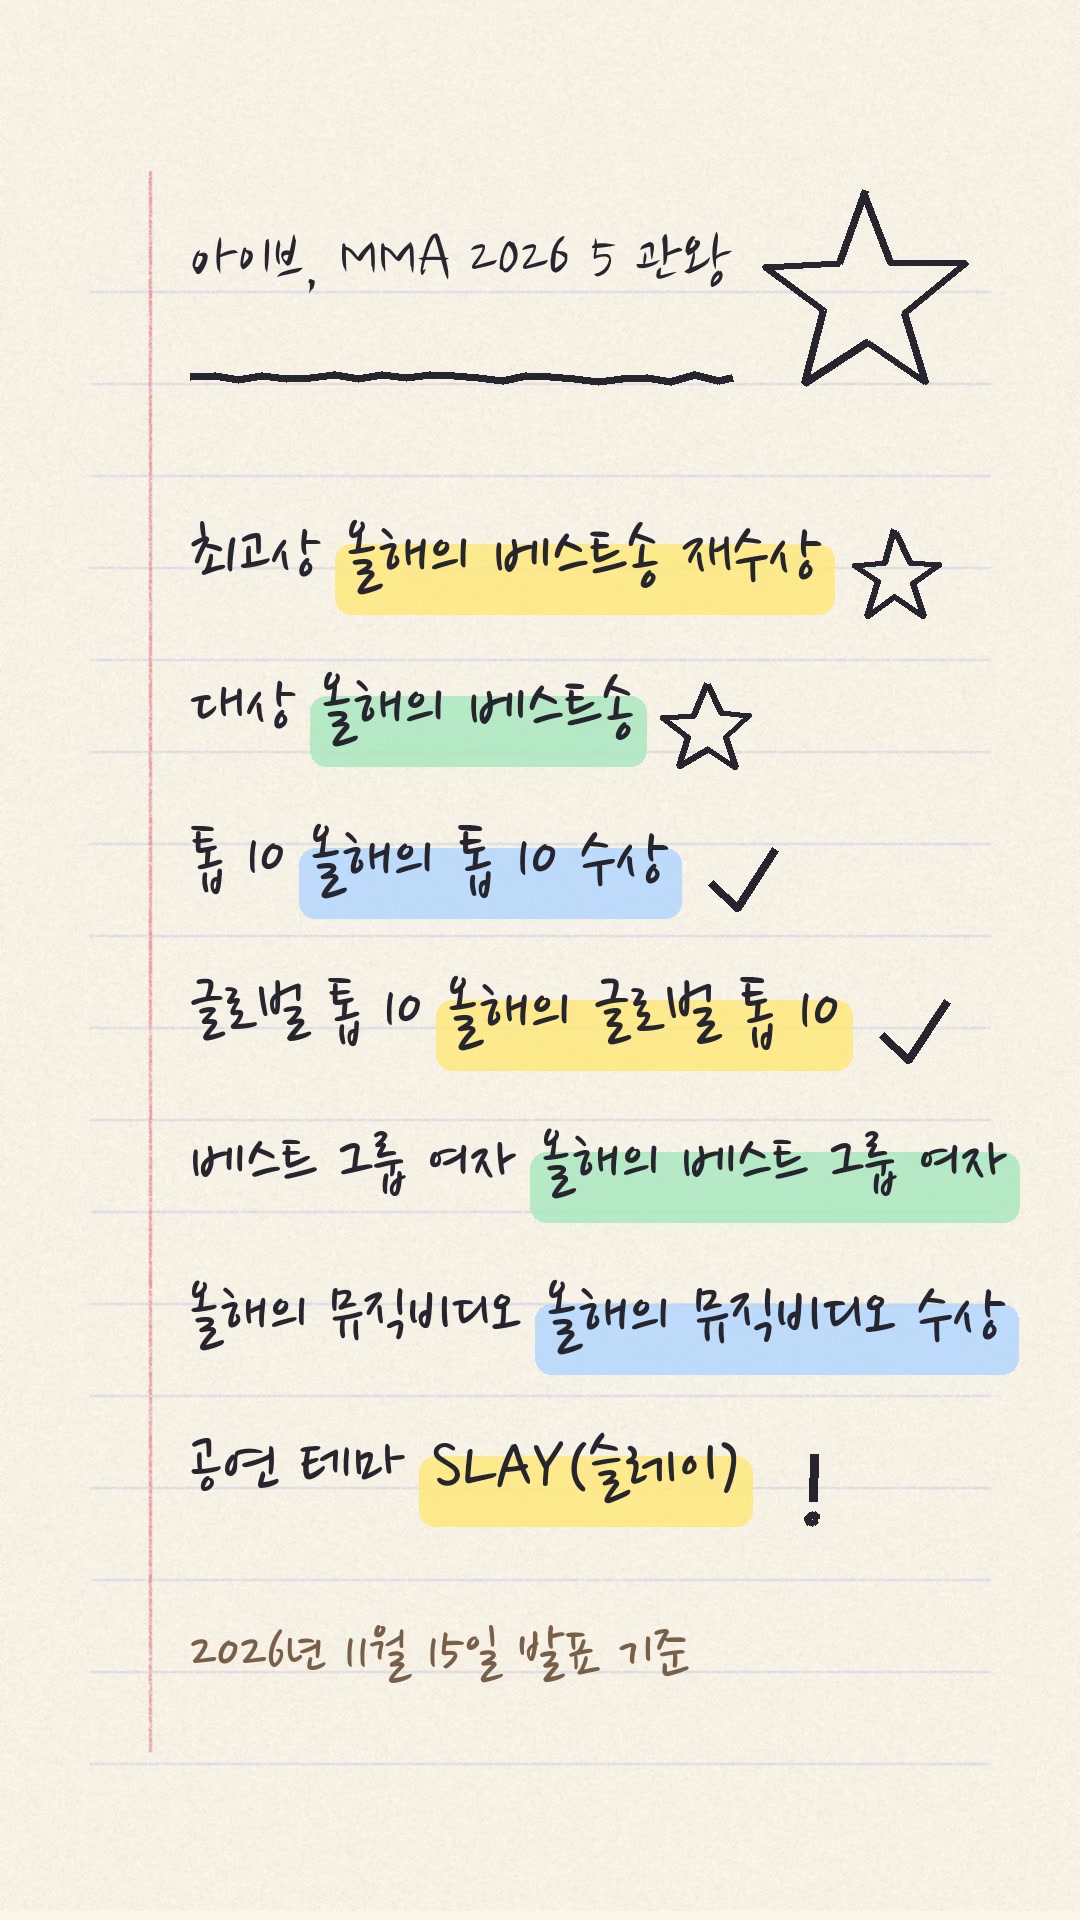 아이브, MMA 2026 5 관왕
최고상 올해의 베스트송 재수상
대상 올해의 베스트송
톱 10 올해의 톱 10 수상
글로벌 톱 10 올해의 글로벌 톱 10
베스트 그룹 여자 올해의 베스트 그룹 여자
올해의 뮤직비디오 올해의 뮤직비디오 수상
공연 테마 SLAY(슬레이)
2026년 11월 15일 발표 기준